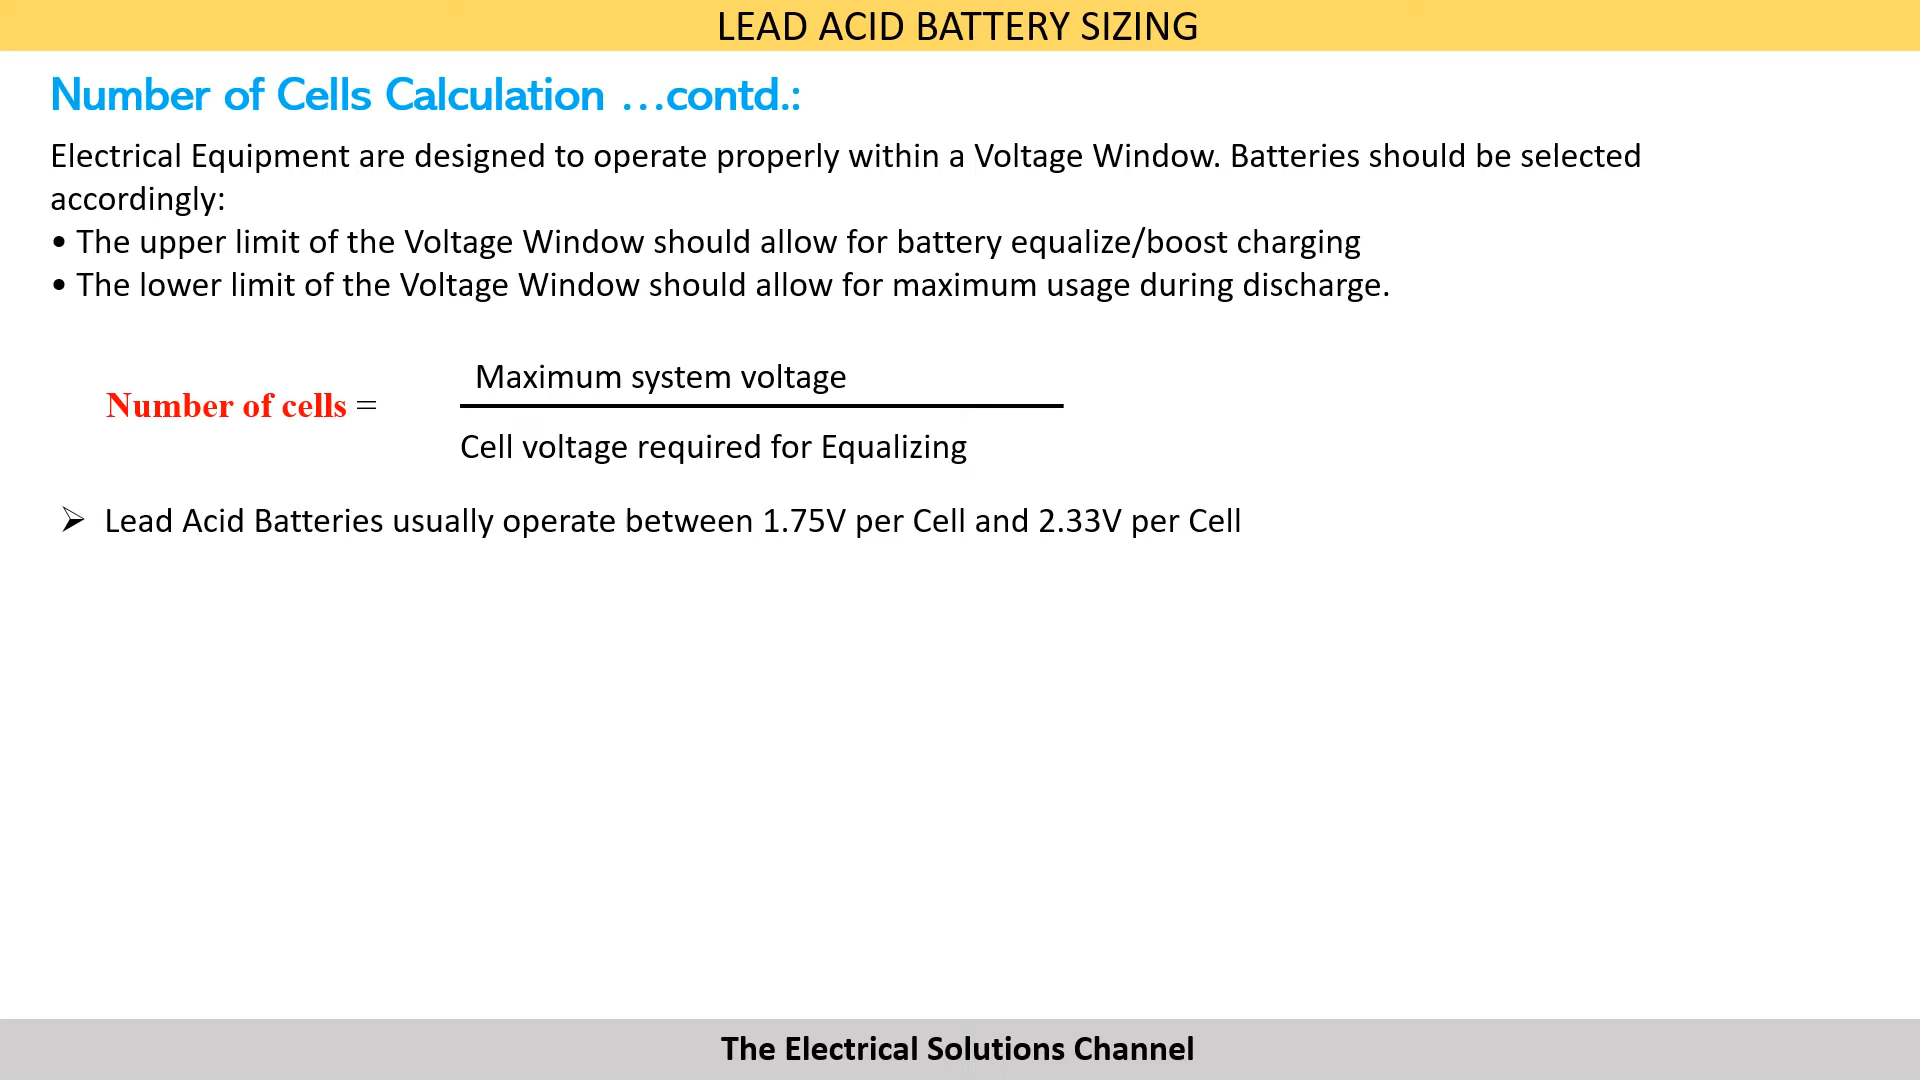 LEAD ACID BATTERY SIZING
Number of Cells Calculation …contd.:
Electrical Equipment are designed to operate properly within a Voltage Window. Batteries should be selected
accordingly:
• The upper limit of the Voltage Window should allow for battery equalize/boost charging
• The lower limit of the Voltage Window should allow for maximum usage during discharge.
Maximum system voltage
Number of cells =
Cell voltage required for Equalizing
➢ Lead Acid Batteries usually operate between 1.75V per Cell and 2.33V per Cell
The Electrical Solutions Channel